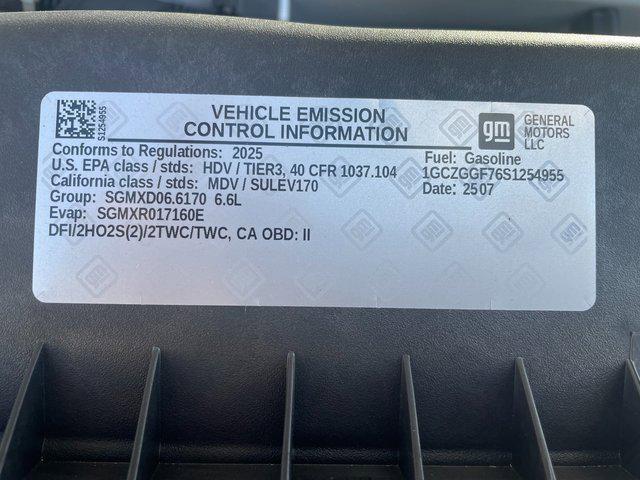 S1254955
VEHICLE EMISSION
CONTROL INFORMATION
gm
GENERAL
MOTORS
LLC
Conforms to Regulations: 2025
U.S. EPA class / stds: HDV / TIER3, 40 CFR 1037.104
California class / stds: MDV / SULEV170
Group: SGMXD06.6170 6.6L
Evap: SGMXR017160E
DFI/2HO2S(2)/2TWC/TWC, CA OBD: II
Fuel: Gasoline
1GCZGGF76S1254955
Date: 2507